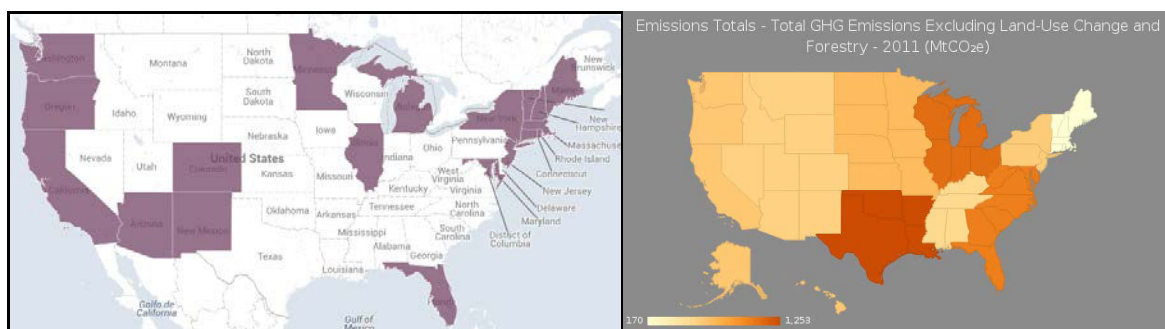 Washington
Montana
North
Dakota
Minnesota
New
Brunswick
Maine
Oregon
Idaho
Wyoming
South
Dakota
Wisconsin
Michigan
New York
New
Hampshire
Massachuse
Rhode Island
Connecticut
New Jersey
Delaware
Maryland
District of
Columbia
Nevada
Utah
Colorado
Nebraska
Iowa
United States
Kansas
Missouri
Illinois
Indiana
Ohio
Pennsylvania
West
Virginia
Virginia
Kentucky
California
Arizona
New Mexico
Oklahoma
Arkansas
Tennessee
North
Carolina
South
Carolina
Mississippi
Alabama
Georgia
Texas
Louisiana
Florida
Golfo de
California
Gulf of
Mexico
Emissions Totals - Total GHG Emissions Excluding Land-Use Change and
Forestry - 2011 (MtCO₂e)
170
1,253